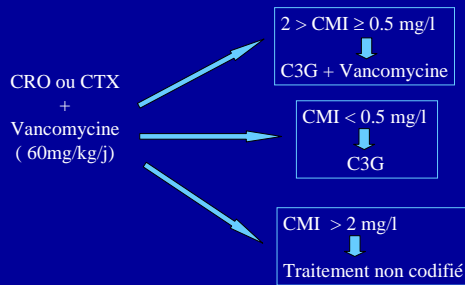 CRO ou CTX
+
Vancomycine
( 60mg/kg/j)
2 > CMI ≥ 0.5 mg/l
C3G + Vancomycine
CMI < 0.5 mg/l
C3G
CMI  > 2 mg/l
Traitement non codifié